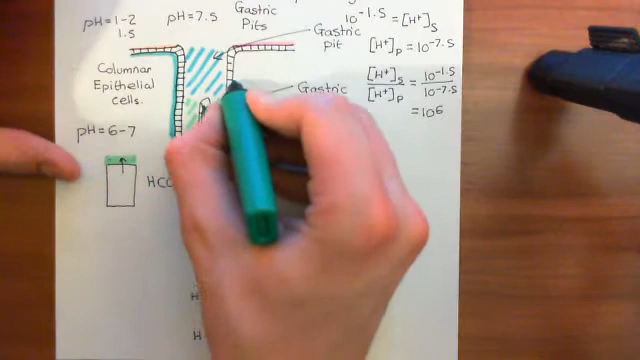 pH=1-2
1.5
pH=7.5
Gastric
Pits
Gastric
pit
Gastric
Columnar
Epithelial
cells.
pH=6-7
HCO
H
H
10^-1.5 = [H+]s
[H+]p = 10^-7.5
[H+]s / [H+]p = 10^-1.5 / 10^-7.5
= 10^6